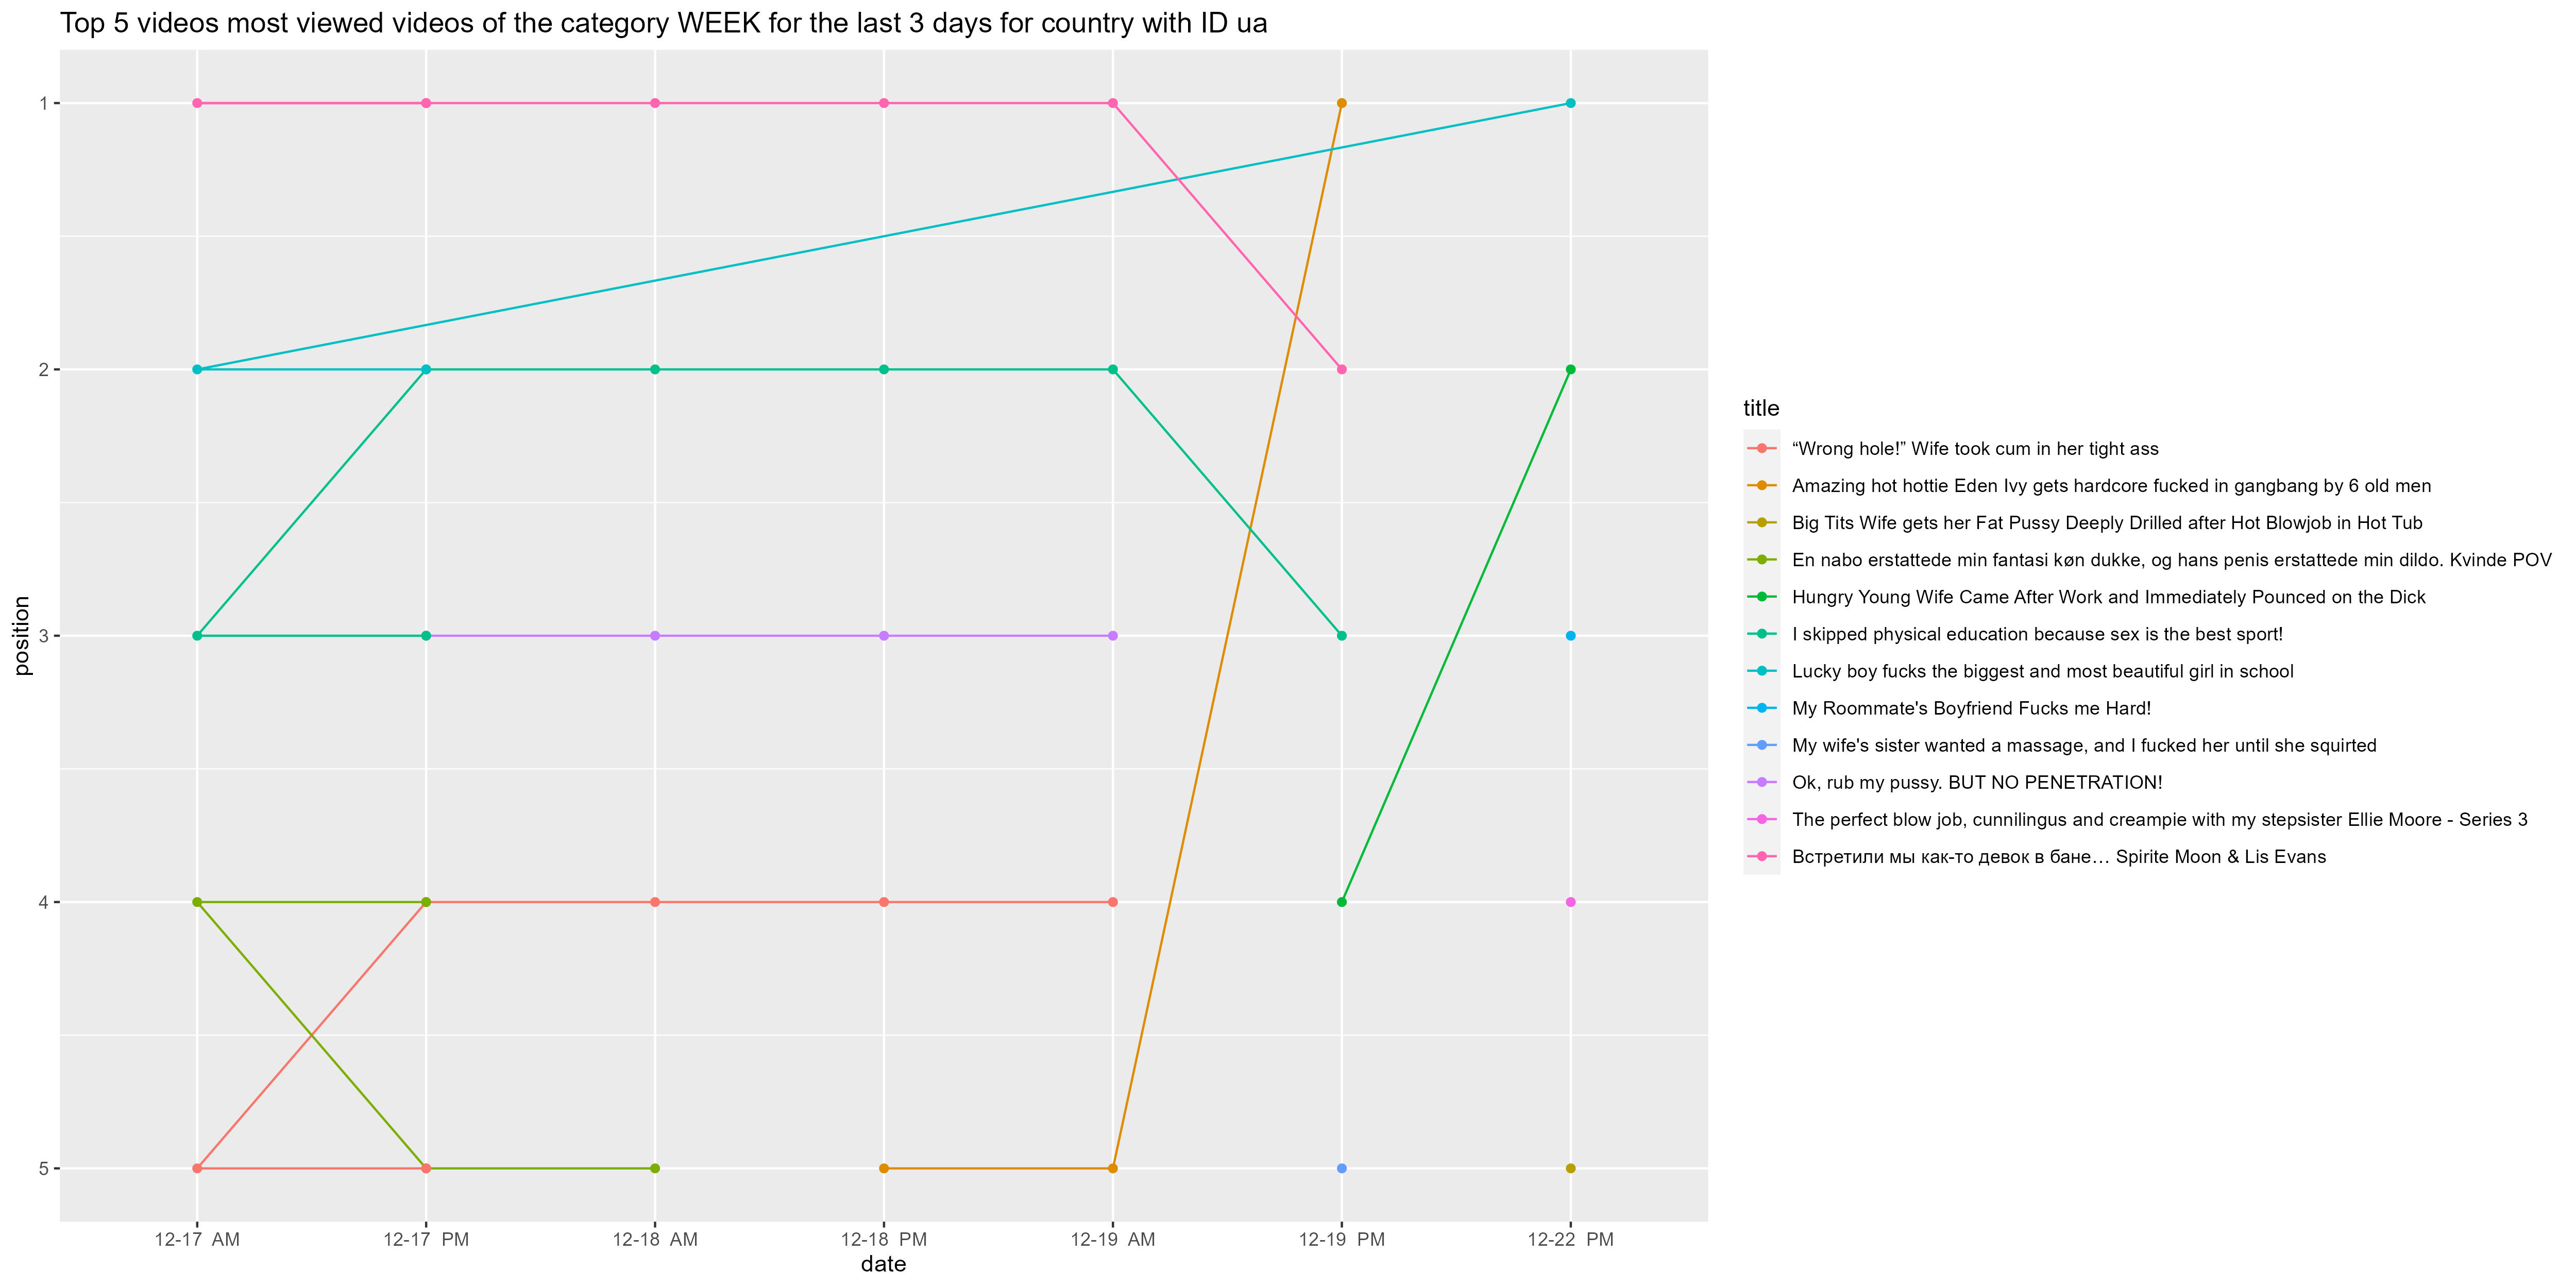 Top 5 videos most viewed videos of the category WEEK for the last 3 days for country with ID ua
position
1
2
3
4
5
12-17 AM
12-17 PM
12-18 AM
12-18 PM
12-19 AM
12-19 PM
12-22 PM
date
title
“Wrong hole!” Wife took cum in her tight ass
Amazing hot hottie Eden Ivy gets hardcore fucked in gangbang by 6 old men
Big Tits Wife gets her Fat Pussy Deeply Drilled after Hot Blowjob in Hot Tub
En nabo erstattede min fantasi køn dukke, og hans penis erstattede min dildo. Kvinde POV
Hungry Young Wife Came After Work and Immediately Pounced on the Dick
I skipped physical education because sex is the best sport!
Lucky boy fucks the biggest and most beautiful girl in school
My Roommate's Boyfriend Fucks me Hard!
My wife's sister wanted a massage, and I fucked her until she squirted
Ok, rub my pussy. BUT NO PENETRATION!
The perfect blow job, cunnilingus and creampie with my stepsister Ellie Moore - Series 3
Встретили мы как-то девок в бане… Spirite Moon & Lis Evans